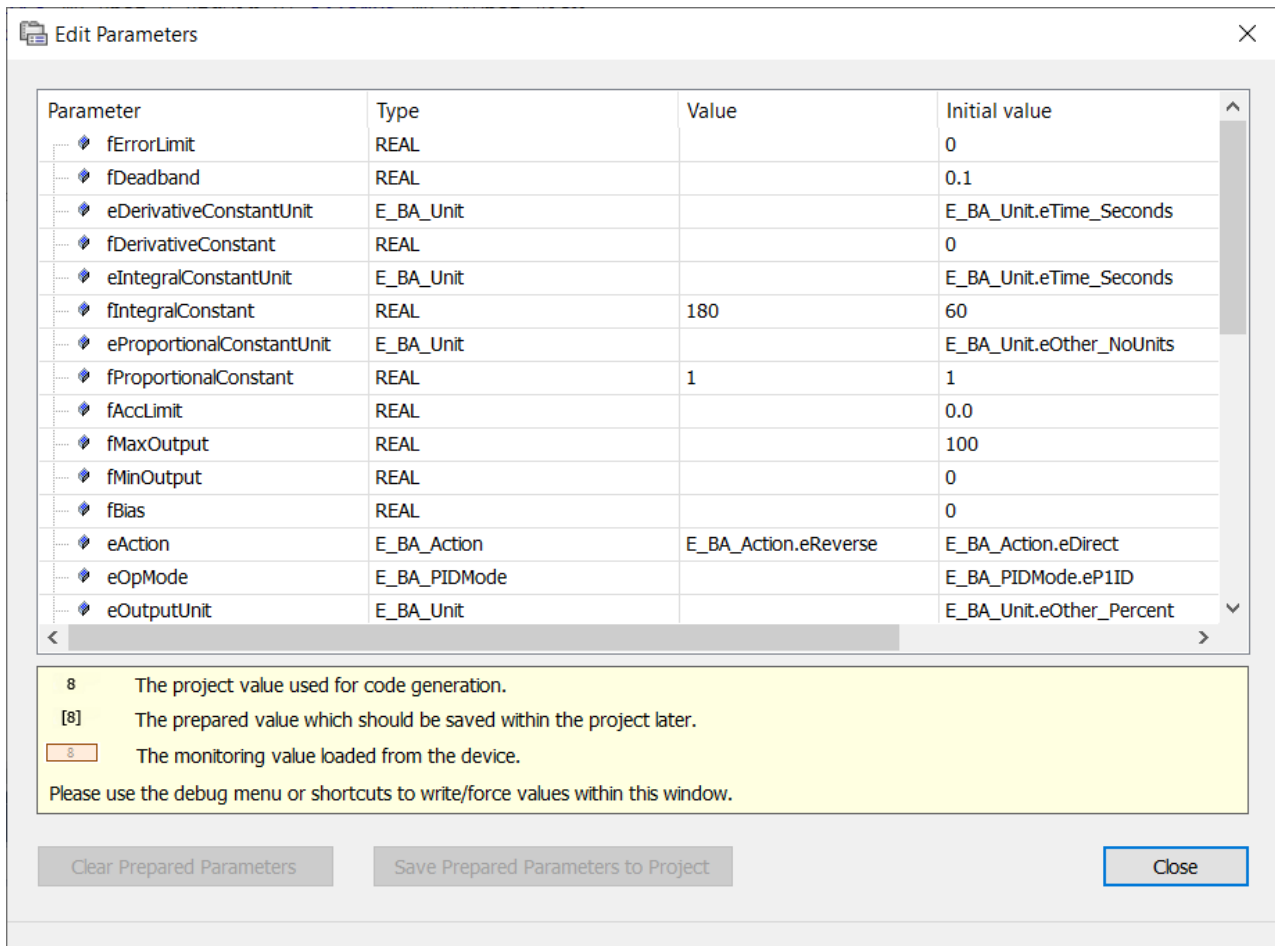 Edit Parameters
Parameter Type Value Initial value
fErrorLimit REAL 0
fDeadband REAL 0.1
eDerivativeConstantUnit E_BA_Unit E_BA_Unit.eTime_Seconds
fDerivativeConstant REAL 0
eIntegralConstantUnit E_BA_Unit E_BA_Unit.eTime_Seconds
fIntegralConstant REAL 180 60
eProportionalConstantUnit E_BA_Unit E_BA_Unit.eOther_NoUnits
fProportionalConstant REAL 1 1
fAccLimit REAL 0.0
fMaxOutput REAL 100
fMinOutput REAL 0
fBias REAL 0
eAction E_BA_Action E_BA_Action.eReverse E_BA_Action.eDirect
eOpMode E_BA_PIDMode E_BA_PIDMode.eP1ID
eOutputUnit E_BA_Unit E_BA_Unit.eOther_Percent
8 The project value used for code generation.
[8] The prepared value which should be saved within the project later.
8 The monitoring value loaded from the device.
Please use the debug menu or shortcuts to write/force values within this window.
Clear Prepared Parameters Save Prepared Parameters to Project Close